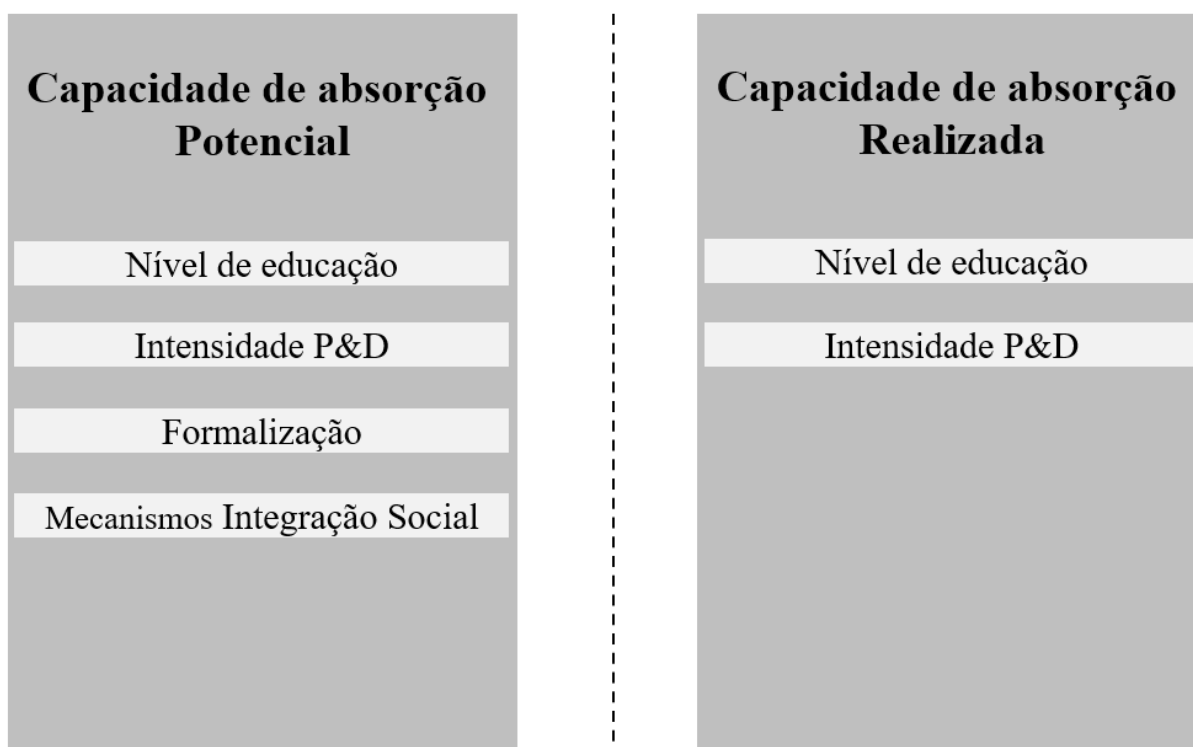 Capacidade de absorção
Potencial
Nível de educação
Intensidade P&D
Formalização
Mecanismos Integração Social
Capacidade de absorção
Realizada
Nível de educação
Intensidade P&D